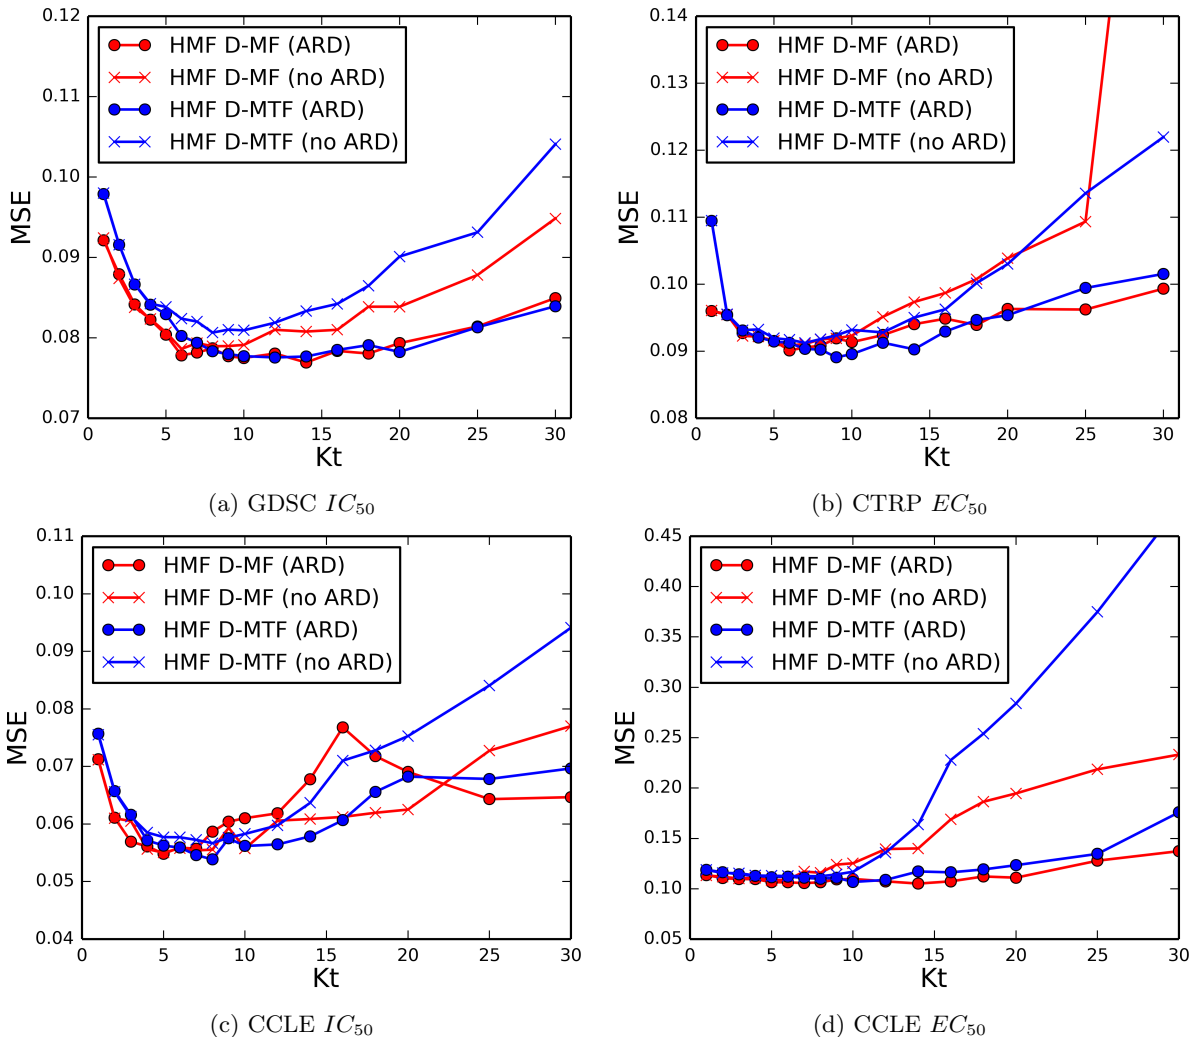 0.12
0.11
0.10
0.09
0.08
0.07
MSE
HMF D-MF (ARD)
HMF D-MF (no ARD)
HMF D-MTF (ARD)
HMF D-MTF (no ARD)
0 5 10 15 20 25 30
Kt
(a) GDSC IC50
0.14
0.13
0.12
0.11
0.10
0.09
0.08
MSE
HMF D-MF (ARD)
HMF D-MF (no ARD)
HMF D-MTF (ARD)
HMF D-MTF (no ARD)
0 5 10 15 20 25 30
Kt
(b) CTRP EC50
0.11
0.10
0.09
0.08
0.07
0.06
0.05
0.04
MSE
HMF D-MF (ARD)
HMF D-MF (no ARD)
HMF D-MTF (ARD)
HMF D-MTF (no ARD)
0 5 10 15 20 25 30
Kt
(c) CCLE IC50
0.45
0.40
0.35
0.30
0.25
0.20
0.15
0.10
0.05
MSE
HMF D-MF (ARD)
HMF D-MF (no ARD)
HMF D-MTF (ARD)
HMF D-MTF (no ARD)
0 5 10 15 20 25 30
Kt
(d) CCLE EC50